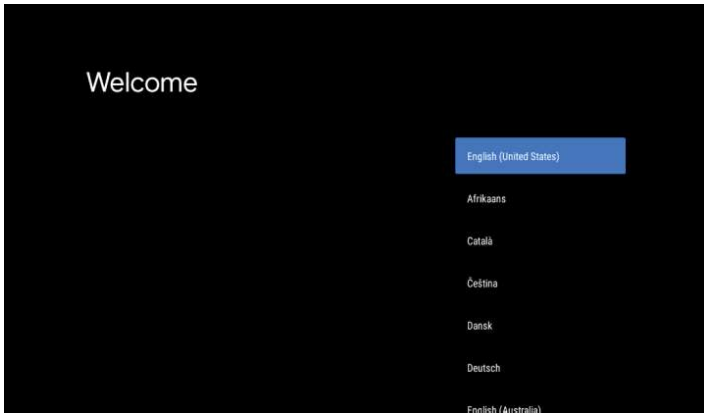 Welcome
English (United States)
Afrikaans
Català
Čeština
Dansk
Deutsch
English (Australia)